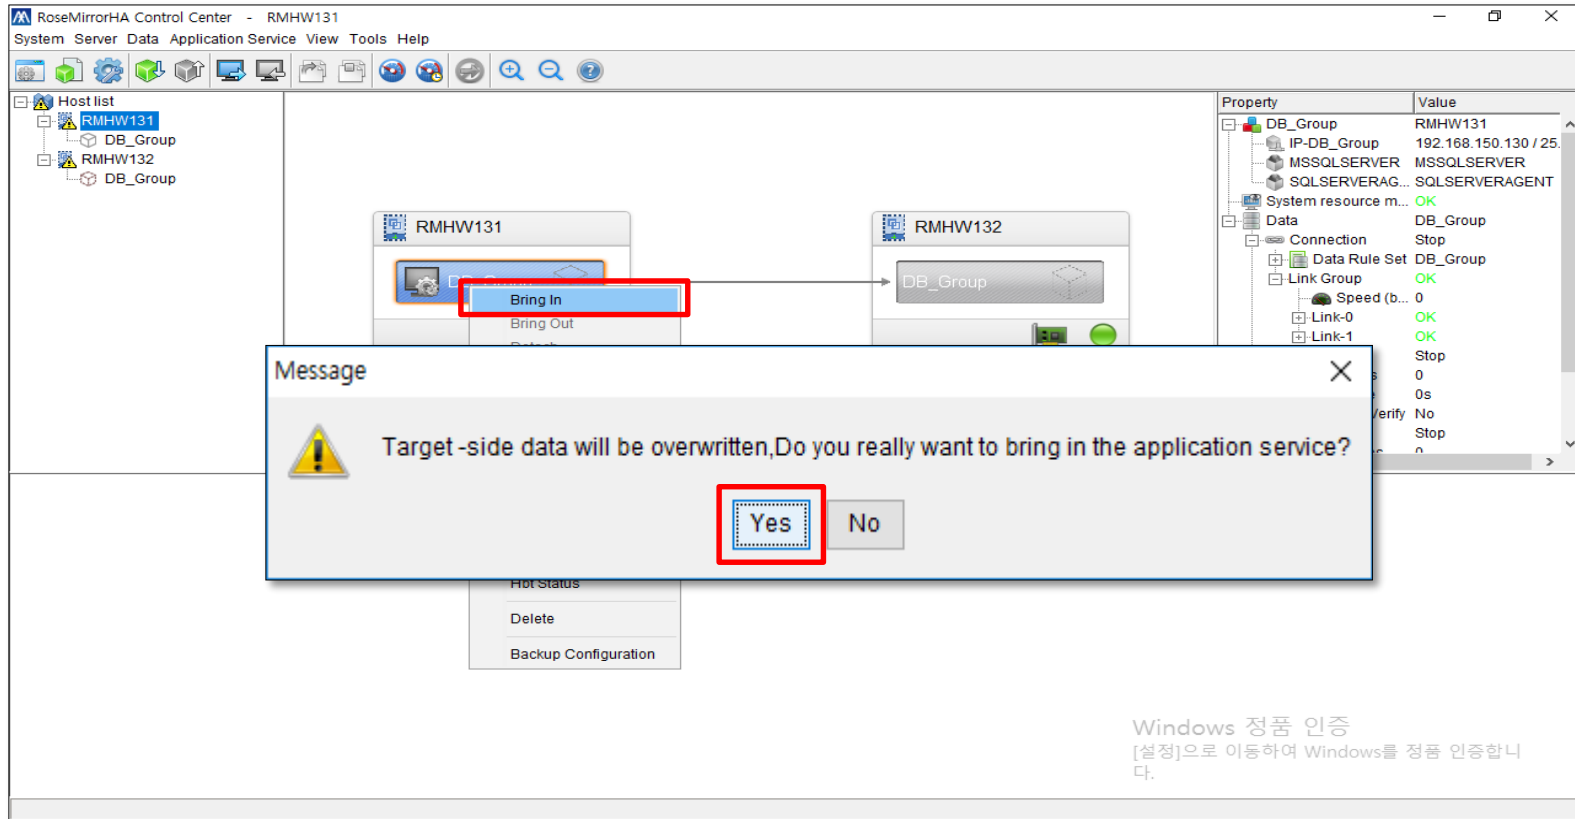 RoseMirrorHA Control Center - RMHW131
System Server Data Application Service View Tools Help
Host list
RMHW131
DB_Group
RMHW132
DB_Group
RMHW131
DB_Group
RMHW132
DB_Group
Bring In
Bring Out
Detach
Hbt Status
Delete
Backup Configuration
Message
Target -side data will be overwritten,Do you really want to bring in the application service?
Yes No
Property Value
DB_Group RMHW131
IP-DB_Group 192.168.150.130 / 25.
MSSQLSERVER MSSQLSERVER
SQLSERVERAG... SQLSERVERAGENT
System resource m... OK
Data DB_Group
Connection Stop
Data Rule Set DB_Group
Link Group OK
Speed (b... 0
Link-0 OK
Link-1 OK
Stop
0
0s
Verify No
Stop
Windows 정품 인증
[설정]으로 이동하여 Windows를 정품 인증합니
다.